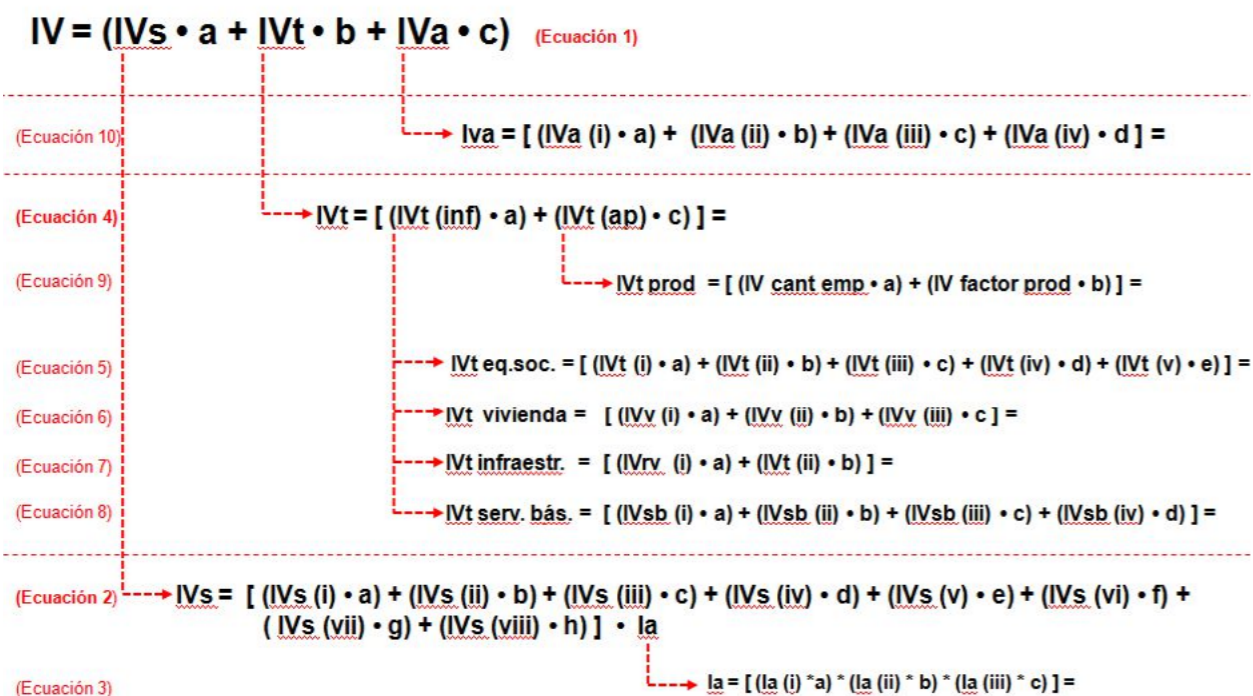 IV = (IVs • a + IVt • b + IVa • c) (Ecuación 1)
(Ecuación 10) Iva = [ (IVa (i) • a) + (IVa (ii) • b) + (IVa (iii) • c) + (IVa (iv) • d ] =
(Ecuación 4) IVt = [ (IVt (inf) • a) + (IVt (ap) • c) ] =
(Ecuación 9) IVt prod = [ (IV cant emp • a) + (IV factor prod • b) ] =
(Ecuación 5) IVt eq.soc. = [ (IVt (i) • a) + (IVt (ii) • b) + (IVt (iii) • c) + (IVt (iv) • d) + (IVt (v) • e) ] =
(Ecuación 6) IVt vivienda = [ (IVv (i) • a) + (IVv (ii) • b) + (IVv (iii) • c ] =
(Ecuación 7) IVt infraestr. = [ (IVrv (i) • a) + (IVt (ii) • b) ] =
(Ecuación 8) IVt serv. bás. = [ (IVsb (i) • a) + (IVsb (ii) • b) + (IVsb (iii) • c) + (IVsb (iv) • d) ] =
(Ecuación 2) IVs = [ (IVs (i) • a) + (IVs (ii) • b) + (IVs (iii) • c) + (IVs (iv) • d) + (IVs (v) • e) + (IVs (vi) • f) +
( IVs (vii) • g) + (IVs (viii) • h) ] • Ia
(Ecuación 3) Ia = [ (Ia (i) *a) * (Ia (ii) * b) * (Ia (iii) * c) ] =